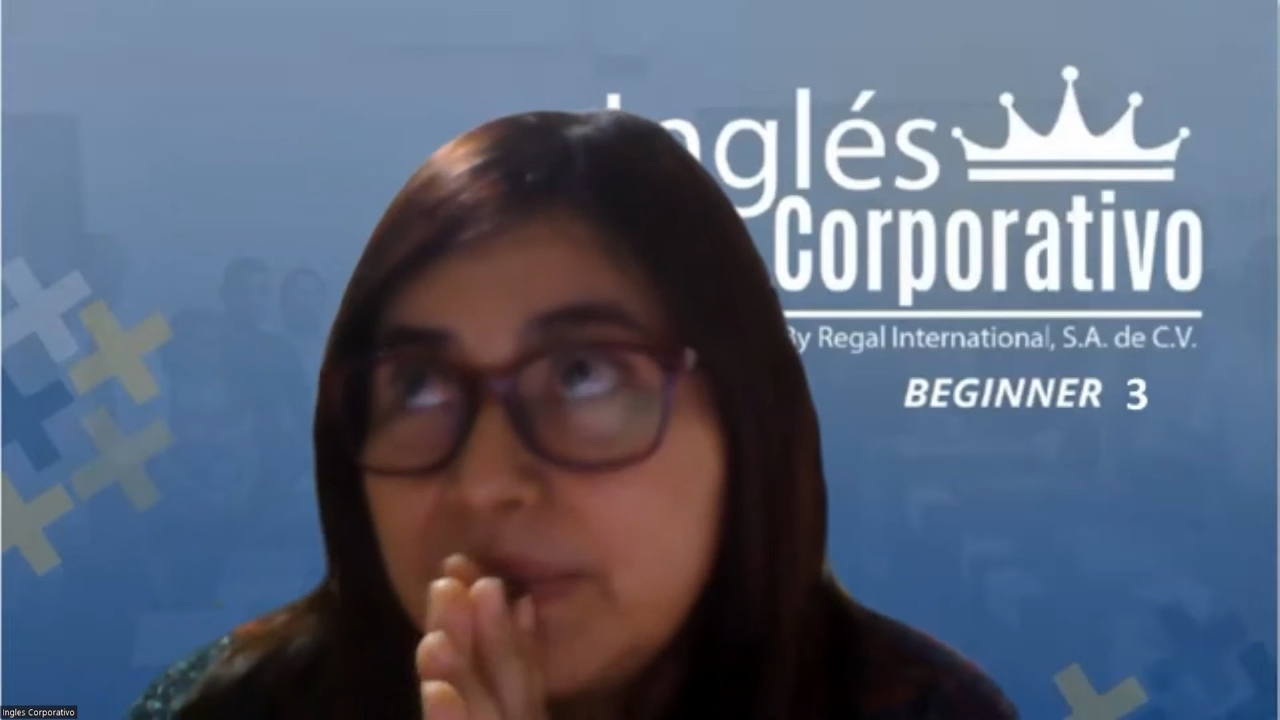 Inglés
Corporativo
By Regal International, S.A. de C.V.
BEGINNER 3
Ingles Corporativo